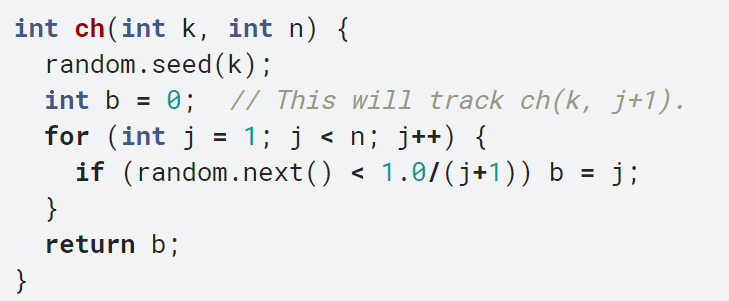 int ch(int k, int n) {
  random.seed(k);
  int b = 0;  // This will track ch(k, j+1).
  for (int j = 1; j < n; j++) {
    if (random.next() < 1.0/(j+1)) b = j;
  }
  return b;
}